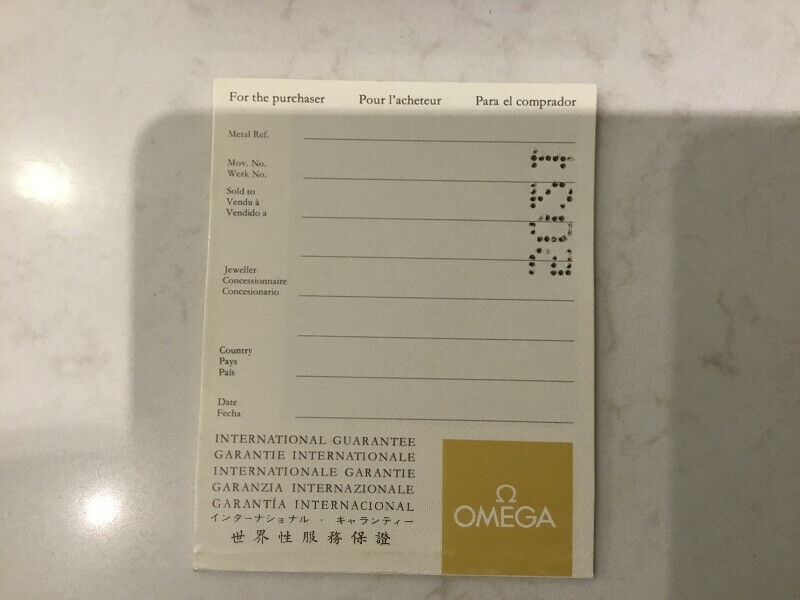 For the purchaser Pour l'acheteur Para el comprador
Metal Ref.
Mov. No.
Werk No.
Sold to
Vendu à
Vendido a
Jeweller
Concessionnaire
Concesionario
Country
Pays
País
Date
Fecha
INTERNATIONAL GUARANTEE
GARANTIE INTERNATIONALE
INTERNATIONALE GARANTIE
GARANZIA INTERNAZIONALE
GARANTÍA INTERNACIONAL
インターナショナル・ギャランティー
世界性服務保證
Ω
OMEGA